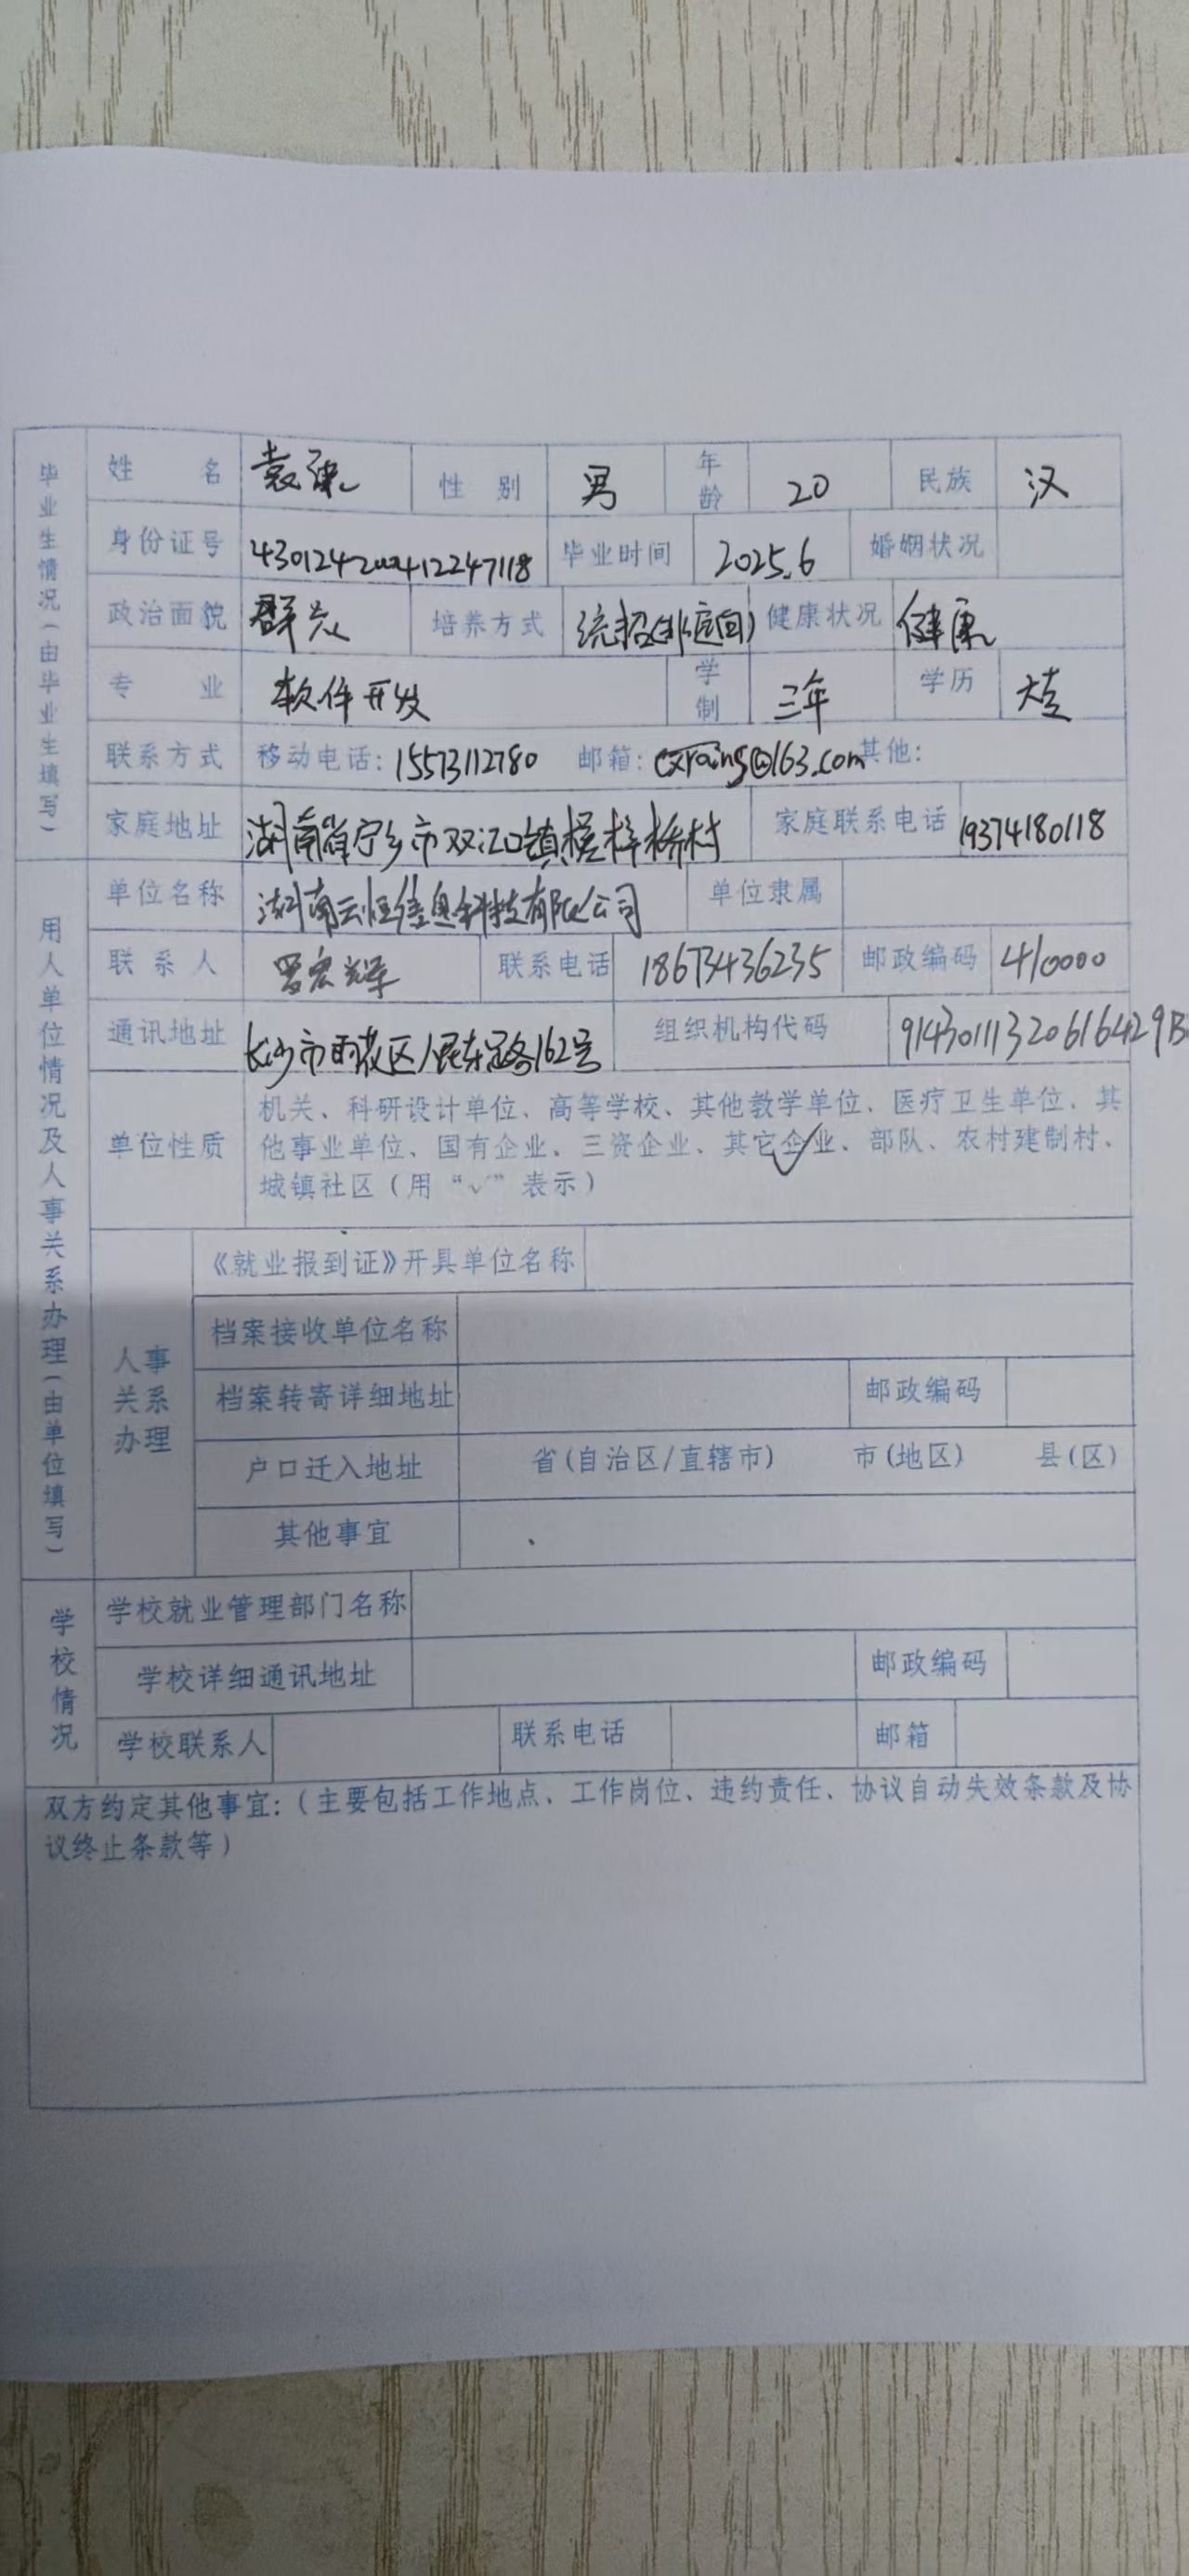 毕业生情况（由毕业生填写）
姓 名 袁 性 别 男 年龄 20 民族 汉
身份证号 430124200412247118 毕业时间 2025.6 婚姻状况
政治面貌 群众 培养方式 统招(非定向) 健康状况 健康
专 业 软件开发 学制 三年 学历 大专
联系方式 移动电话: 15573112780 邮箱: @163.com 其他:
家庭地址 湖南省宁乡市双江口镇槎梓桥村 家庭联系电话 19374180118
用人单位情况及人事关系办理（由单位填写）
单位名称 湖南云恒信息科技有限公司 单位隶属
联 系 人 罗宏辉 联系电话 18673436235 邮政编码 410000
通讯地址 长沙市雨花区人民东路162号 组织机构代码 91430111320616429B
单位性质 机关、科研设计单位、高等学校、其他教学单位、医疗卫生单位、其
他事业单位、国有企业、三资企业、其它企业、部队、农村建制村、
城镇社区（用“√”表示）
人事关系办理
《就业报到证》开具单位名称
档案接收单位名称
档案转寄详细地址 邮政编码
户口迁入地址 省(自治区/直辖市) 市(地区) 县(区)
其他事宜
学校情况
学校就业管理部门名称
学校详细通讯地址 邮政编码
学校联系人 联系电话 邮箱
双方约定其他事宜:（主要包括工作地点、工作岗位、违约责任、协议自动失效条款及协
议终止条款等）